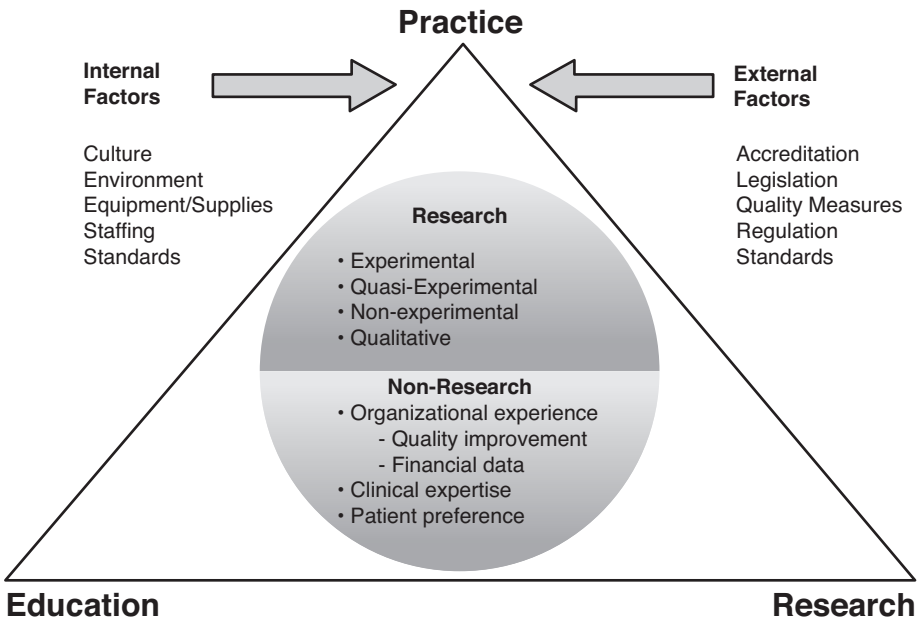 Practice
Internal
Factors
Culture
Environment
Equipment/Supplies
Staffing
Standards
External
Factors
Accreditation
Legislation
Quality Measures
Regulation
Standards
Research
• Experimental
• Quasi-Experimental
• Non-experimental
• Qualitative
Non-Research
• Organizational experience
- Quality improvement
- Financial data
• Clinical expertise
• Patient preference
Education
Research